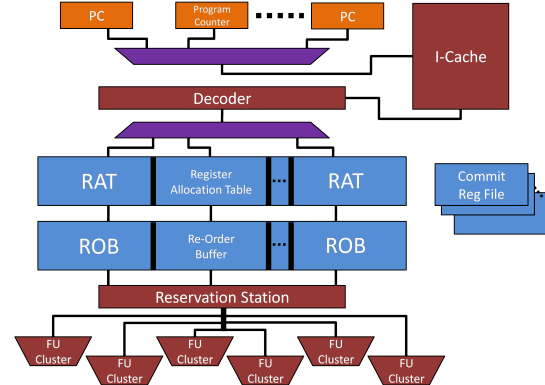 PC
Program
Counter
PC
I-Cache
Decoder
RAT
Register
Allocation Table
...
RAT
Commit
Reg File
ROB
Re-Order
Buffer
...
ROB
Reservation Station
FU
Cluster
FU
Cluster
FU
Cluster
FU
Cluster
FU
Cluster
FU
Cluster